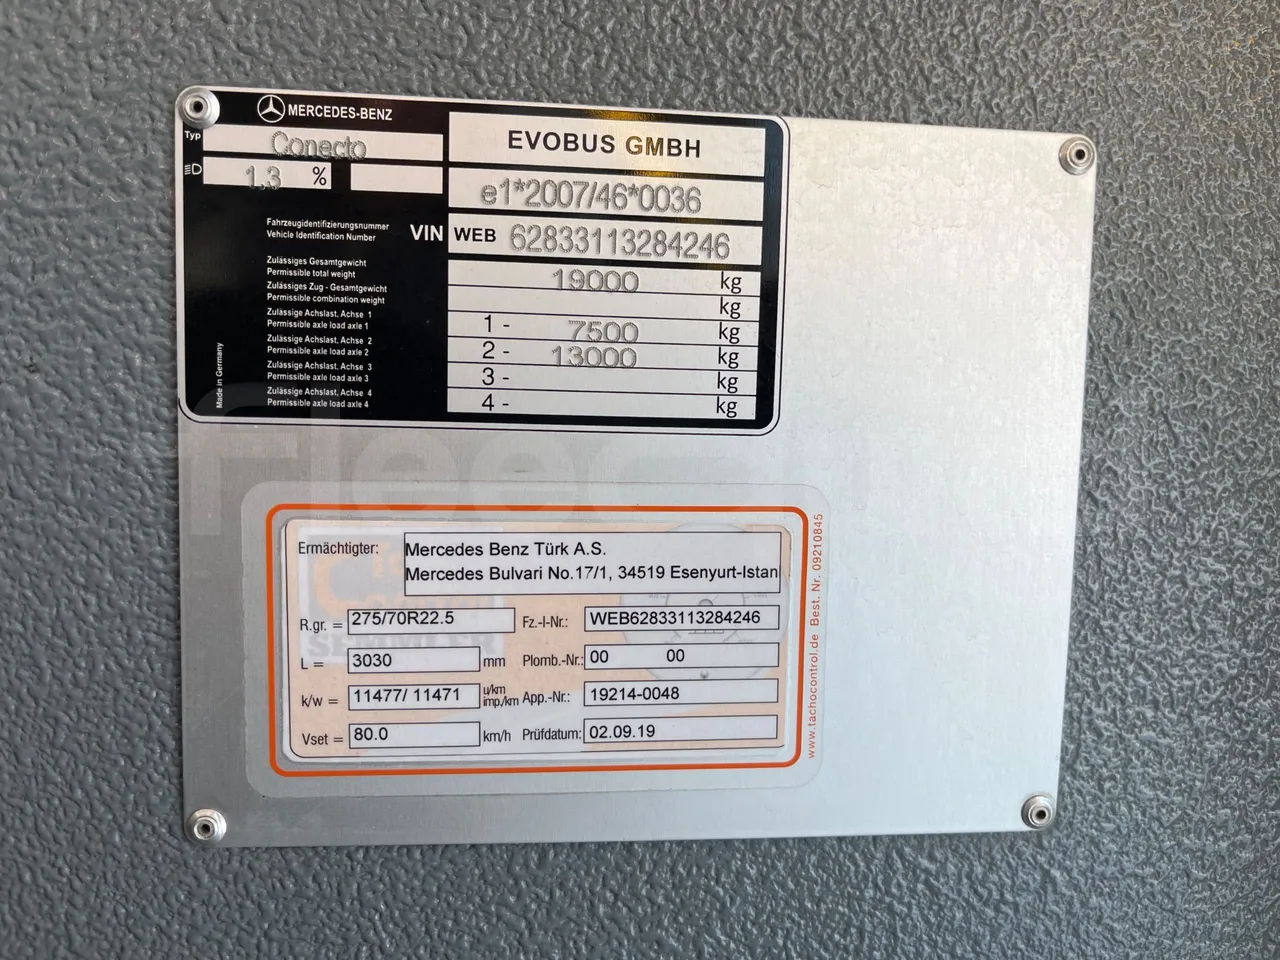 MERCEDES-BENZ
Typ Conecto
1.3 %
EVOBUS GMBH
e1*2007/46*0036
Fahrzeugidentifizierungsnummer
Vehicle Identification Number
VIN WEB 62833113284246
Zulässiges Gesamtgewicht
Permissible total weight
19000 kg
Zulässiges Zug - Gesamtgewicht
Permissible combination weight
kg
Zulässige Achslast, Achse 1
Permissible axle load axle 1
1 - 7500 kg
Zulässige Achslast, Achse 2
Permissible axle load axle 2
2 - 13000 kg
Zulässige Achslast, Achse 3
Permissible axle load axle 3
3 - kg
Zulässige Achslast, Achse 4
Permissible axle load axle 4
4 - kg
Made in Germany
Ermächtigter: Mercedes Benz Türk A.S.
Mercedes Bulvari No.17/1, 34519 Esenyurt-Istan
R.gr. = 275/70R22.5 Fz.-I-Nr.: WEB62833113284246
L = 3030 mm Plomb.-Nr.: 00 00
k/w = 11477/ 11471 u/km imp./km App.-Nr.: 19214-0048
Vset = 80.0 km/h Prüfdatum: 02.09.19
www.tachocontrol.de Best. Nr. 09210845